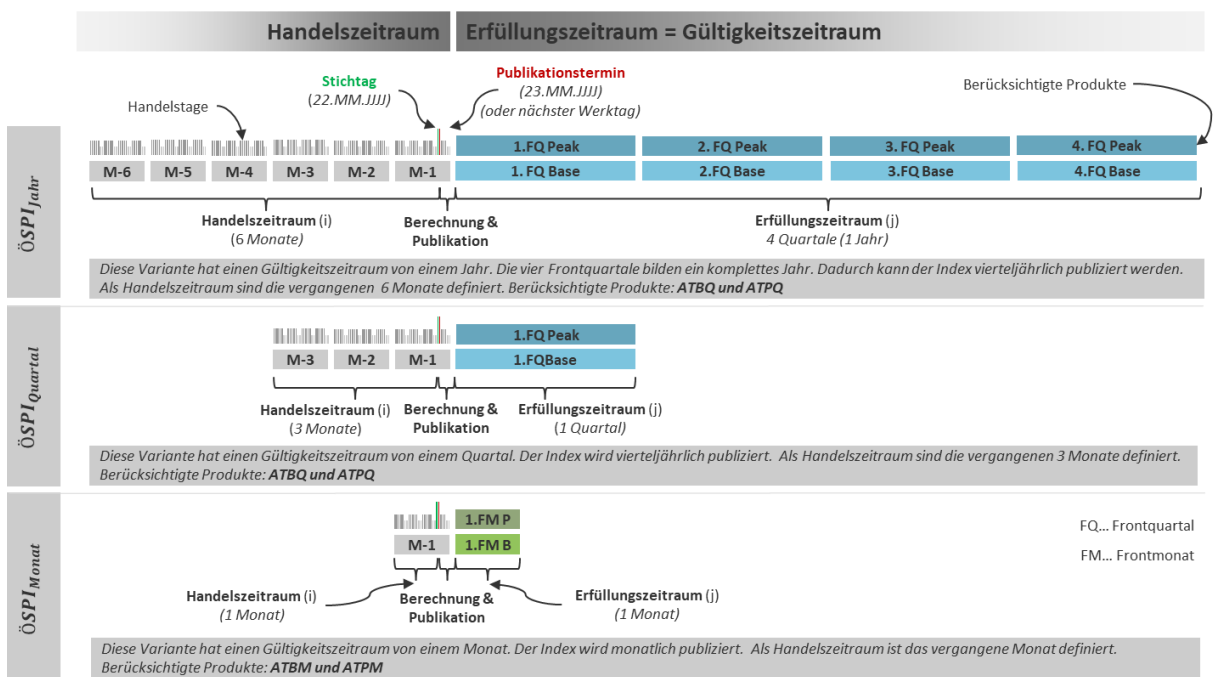 Handelszeitraum
Erfüllungszeitraum = Gültigkeitszeitraum
Stichtag
(22.MM.JJJJ)
Publikationstermin
(23.MM.JJJJ)
(oder nächster Werktag)
Handelstage
Berücksichtigte Produkte
ÖSPI Jahr
1.FQ Peak
2. FQ Peak
3. FQ Peak
4. FQ Peak
M-6
M-5
M-4
M-3
M-2
M-1
1. FQ Base
2.FQ Base
3.FQ Base
4.FQ Base
Handelszeitraum (i)
(6 Monate)
Berechnung &
Publikation
Erfüllungszeitraum (j)
4 Quartale (1 Jahr)
Diese Variante hat einen Gültigkeitszeitraum von einem Jahr. Die vier Frontquartale bilden ein komplettes Jahr. Dadurch kann der Index vierteljährlich publiziert werden.
Als Handelszeitraum sind die vergangenen 6 Monate definiert. Berücksichtigte Produkte: ATBQ und ATPQ
ÖSPI Quartal
1.FQ Peak
M-3
M-2
M-1
1.FQBase
Handelszeitraum (i)
(3 Monate)
Berechnung &
Publikation
Erfüllungszeitraum (j)
(1 Quartal)
Diese Variante hat einen Gültigkeitszeitraum von einem Quartal. Der Index wird vierteljährlich publiziert. Als Handelszeitraum sind die vergangenen 3 Monate definiert.
Berücksichtigte Produkte: ATBQ und ATPQ
ÖSPI Monat
1.FM P
M-1
1.FM B
FQ... Frontquartal
FM... Frontmonat
Handelszeitraum (i)
(1 Monat)
Berechnung &
Publikation
Erfüllungszeitraum (j)
(1 Monat)
Diese Variante hat einen Gültigkeitszeitraum von einem Monat. Der Index wird monatlich publiziert. Als Handelszeitraum ist das vergangene Monat definiert.
Berücksichtigte Produkte: ATBM und ATPM